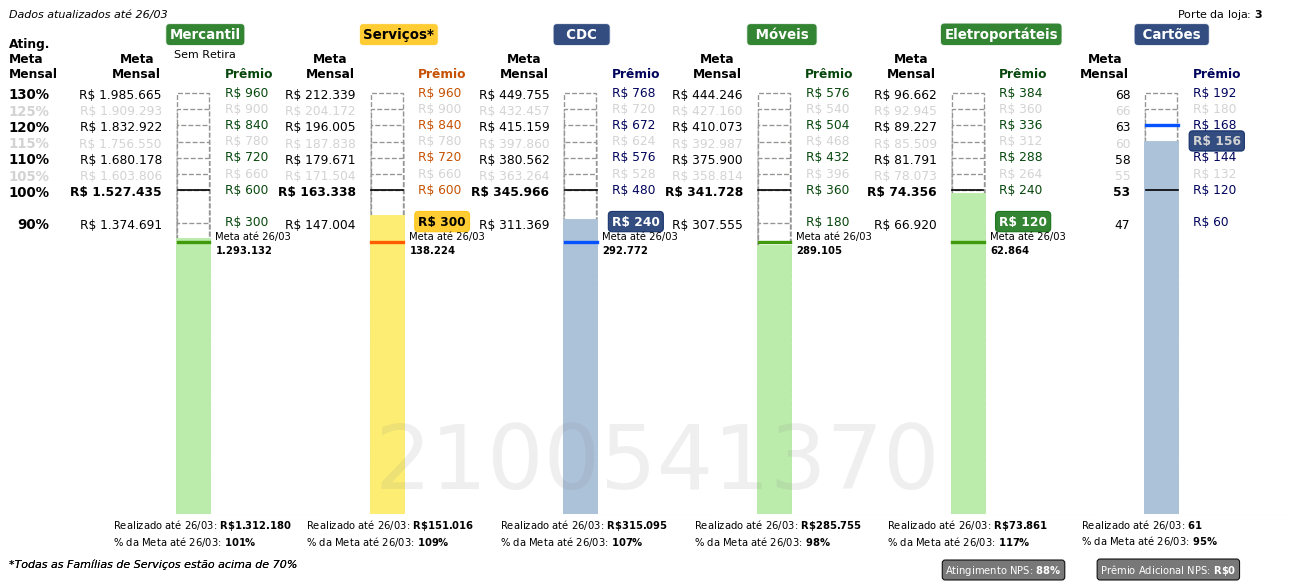 Dados atualizados até 26/03 Porte da loja: 3
Mercantil Serviços* CDC Móveis Eletroportáteis Cartões
Sem Retira
Ating. Meta Mensal Meta Mensal Prêmio Meta Mensal Prêmio Meta Mensal Prêmio Meta Mensal Prêmio Meta Mensal Prêmio Meta Mensal Prêmio
130% R$ 1.985.665 R$ 960 R$ 212.339 R$ 960 R$ 449.755 R$ 768 R$ 444.246 R$ 576 R$ 96.662 R$ 384 68 R$ 192
125% R$ 1.909.293 R$ 900 R$ 204.172 R$ 900 R$ 432.457 R$ 720 R$ 427.160 R$ 540 R$ 92.945 R$ 360 66 R$ 180
120% R$ 1.832.922 R$ 840 R$ 196.005 R$ 840 R$ 415.159 R$ 672 R$ 410.073 R$ 504 R$ 89.227 R$ 336 63 R$ 168
115% R$ 1.756.550 R$ 780 R$ 187.838 R$ 780 R$ 397.860 R$ 624 R$ 392.987 R$ 468 R$ 85.509 R$ 312 60 R$ 156
110% R$ 1.680.178 R$ 720 R$ 179.671 R$ 720 R$ 380.562 R$ 576 R$ 375.900 R$ 432 R$ 81.791 R$ 288 58 R$ 144
105% R$ 1.603.806 R$ 660 R$ 171.504 R$ 660 R$ 363.264 R$ 528 R$ 358.814 R$ 396 R$ 78.073 R$ 264 55 R$ 132
100% R$ 1.527.435 R$ 600 R$ 163.338 R$ 600 R$ 345.966 R$ 480 R$ 341.728 R$ 360 R$ 74.356 R$ 240 53 R$ 120
90% R$ 1.374.691 R$ 300 R$ 147.004 R$ 300 R$ 311.369 R$ 240 R$ 307.555 R$ 180 R$ 66.920 R$ 120 47 R$ 60
Meta até 26/03 Meta até 26/03 Meta até 26/03 Meta até 26/03 Meta até 26/03
1.293.132 138.224 292.772 289.105 62.864
2100541370
Realizado até 26/03: R$1.312.180 Realizado até 26/03: R$151.016 Realizado até 26/03: R$315.095 Realizado até 26/03: R$285.755 Realizado até 26/03: R$73.861 Realizado até 26/03: 61
% da Meta até 26/03: 101% % da Meta até 26/03: 109% % da Meta até 26/03: 107% % da Meta até 26/03: 98% % da Meta até 26/03: 117% % da Meta até 26/03: 95%
*Todas as Famílias de Serviços estão acima de 70% Atingimento NPS: 88% Prêmio Adicional NPS: R$0